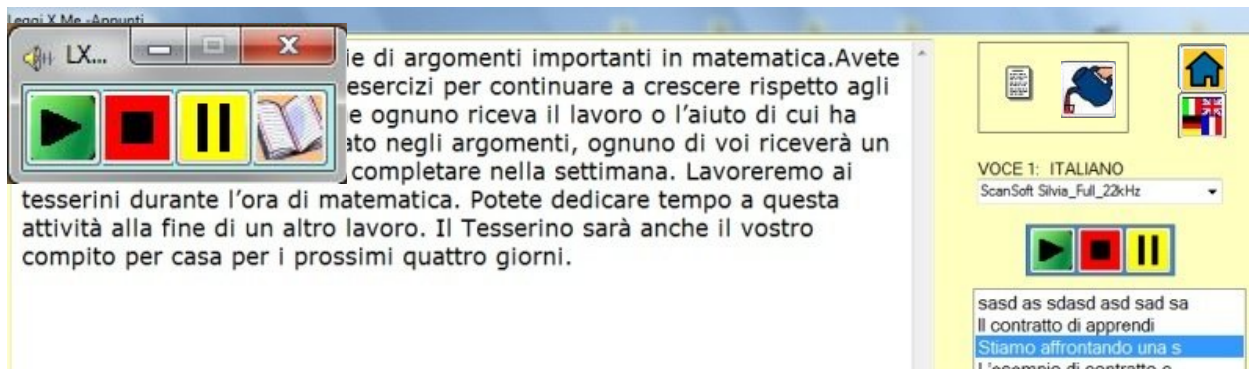 Leggi X Me -Appunti
LX...
ie di argomenti importanti in matematica.Avete
esercizi per continuare a crescere rispetto agli
e ognuno riceva il lavoro o l'aiuto di cui ha
ato negli argomenti, ognuno di voi riceverà un
completare nella settimana. Lavoreremo ai
tesserini durante l'ora di matematica. Potete dedicare tempo a questa
attività alla fine di un altro lavoro. Il Tesserino sarà anche il vostro
compito per casa per i prossimi quattro giorni.
VOCE 1: ITALIANO
ScanSoft Silvia_Full_22kHz
sasd as sdasd asd sad sa
Il contratto di apprendi
Stiamo affrontando una s
L'esempio di contratto c